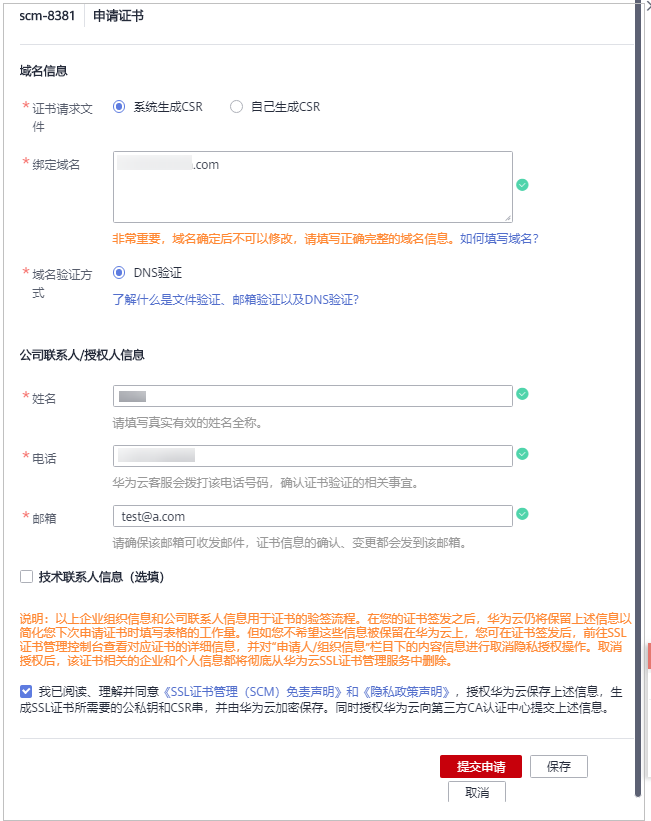 scm-8381 申请证书
域名信息
* 证书请求文件 系统生成CSR 自己生成CSR
* 绑定域名 .com
非常重要，域名确定后不可以修改，请填写正确完整的域名信息。如何填写域名？
* 域名验证方式 DNS验证
了解什么是文件验证、邮箱验证以及DNS验证？
公司联系人/授权人信息
* 姓名
请填写真实有效的姓名全称。
* 电话
华为云客服会拨打该电话号码，确认证书验证的相关事宜。
* 邮箱 test@a.com
请确保该邮箱可收发邮件，证书信息的确认、变更都会发到该邮箱。
技术联系人信息（选填）
说明：以上企业组织信息和公司联系人信息用于证书的验签流程。在您的证书签发之后，华为云仍将保留上述信息以
简化您下次申请证书时填写表格的工作量。但如您不希望这些信息被保留在华为云上，您可在证书签发后，前往SSL
证书管理控制台查看对应证书的详细信息，并对“申请人/组织信息”栏目下的内容信息进行取消隐私授权操作。取消
授权后，该证书相关的企业和个人信息都将彻底从华为云SSL证书管理服务中删除。
我已阅读、理解并同意《SSL证书管理（SCM）免责声明》和《隐私政策声明》，授权华为云保存上述信息，生
成SSL证书所需要的公私钥和CSR串，并由华为云加密保存。同时授权华为云向第三方CA认证中心提交上述信息。
提交申请 保存
取消